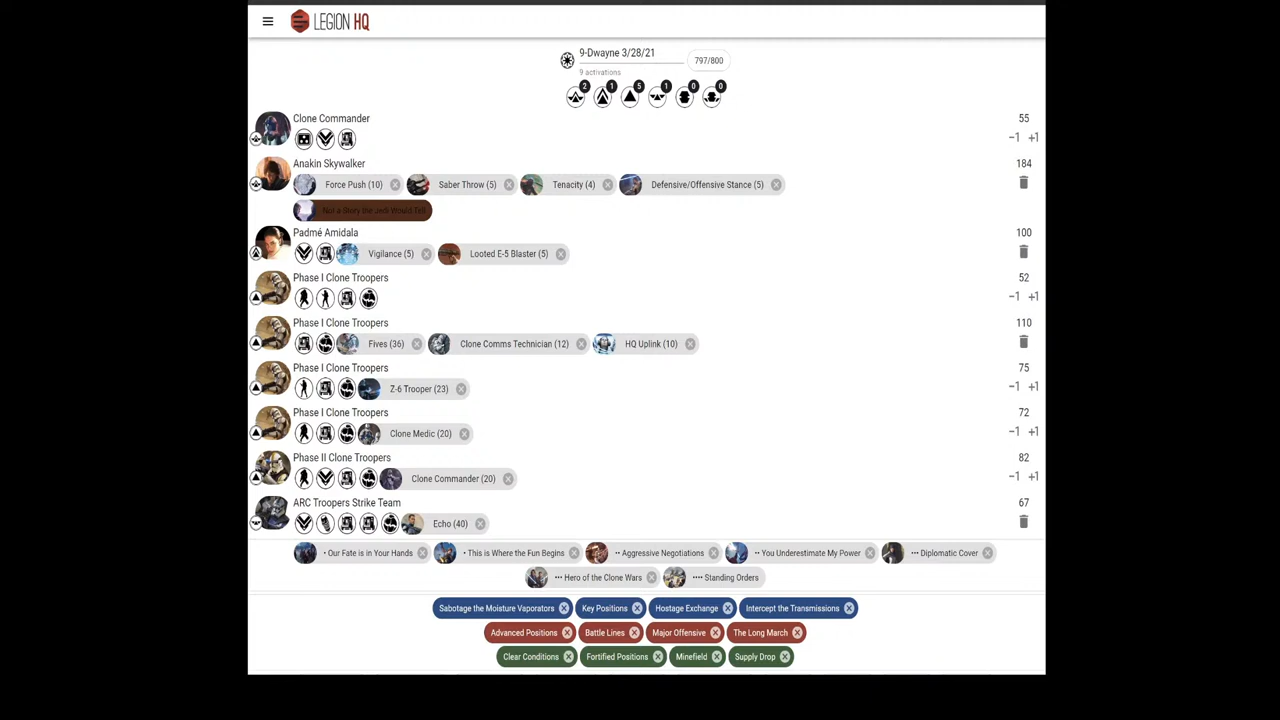 LEGION HQ
9-Dwayne 3/28/21
797/800
9 activations
2 1 5 1 0 0
Clone Commander 55
−1 +1
Anakin Skywalker 184
Force Push (10) Saber Throw (5) Tenacity (4) Defensive/Offensive Stance (5)
Not a Story the Jedi Would Tell
Padmé Amidala 100
Vigilance (5) Looted E-5 Blaster (5)
Phase I Clone Troopers 52
−1 +1
Phase I Clone Troopers 110
Fives (36) Clone Comms Technician (12) HQ Uplink (10)
Phase I Clone Troopers 75
Z-6 Trooper (23) −1 +1
Phase I Clone Troopers 72
Clone Medic (20) −1 +1
Phase II Clone Troopers 82
Clone Commander (20) −1 +1
ARC Troopers Strike Team 67
Echo (40)
• Our Fate is in Your Hands • This is Where the Fun Begins •• Aggressive Negotiations •• You Underestimate My Power ••• Diplomatic Cover
••• Hero of the Clone Wars •••• Standing Orders
Sabotage the Moisture Vaporators Key Positions Hostage Exchange Intercept the Transmissions
Advanced Positions Battle Lines Major Offensive The Long March
Clear Conditions Fortified Positions Minefield Supply Drop